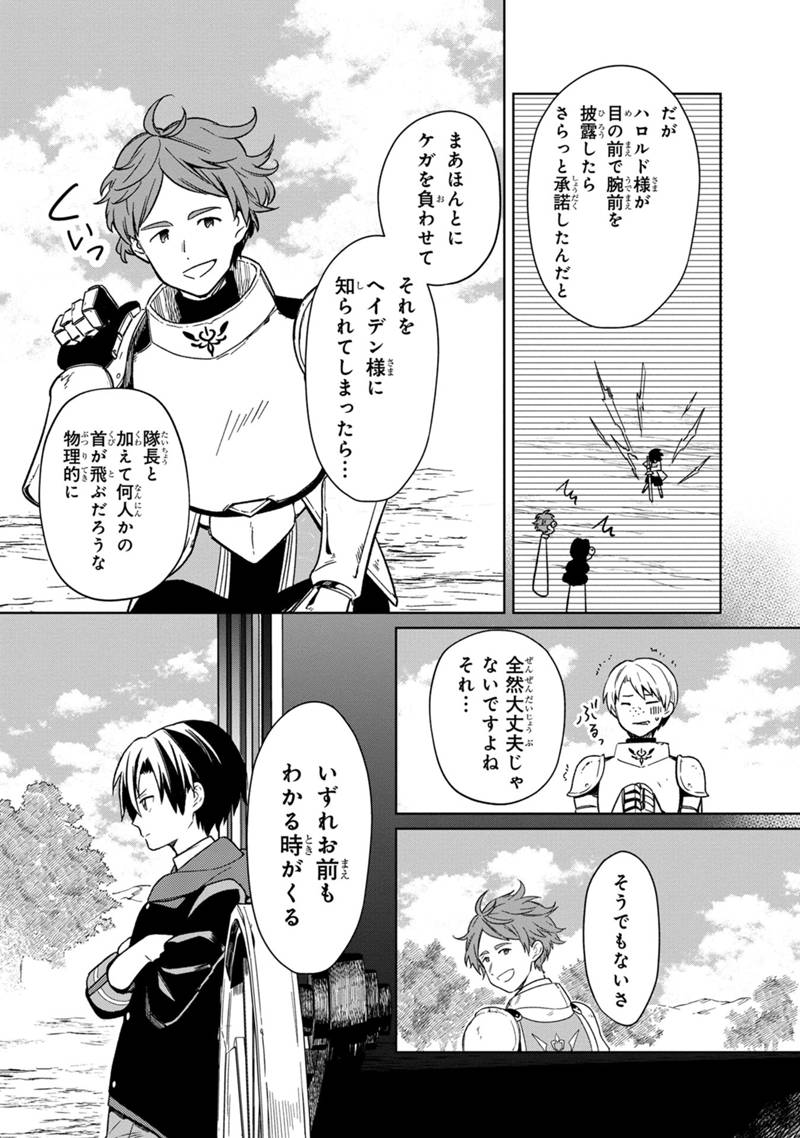 だが
ハロルド様が
目の前で腕前を
披露したら
さらっと承諾したんだと
まあほんとに
ケガを負わせて
それを
ヘイデン様に
知られてしまったら…
くいっ
隊長と
加えて何人かの
首が飛ぶだろうな
物理的に
全然大丈夫じゃ
ないですよね
それ…
ぶるっ
そうでもないさ
いずれお前も
わかる時がくる